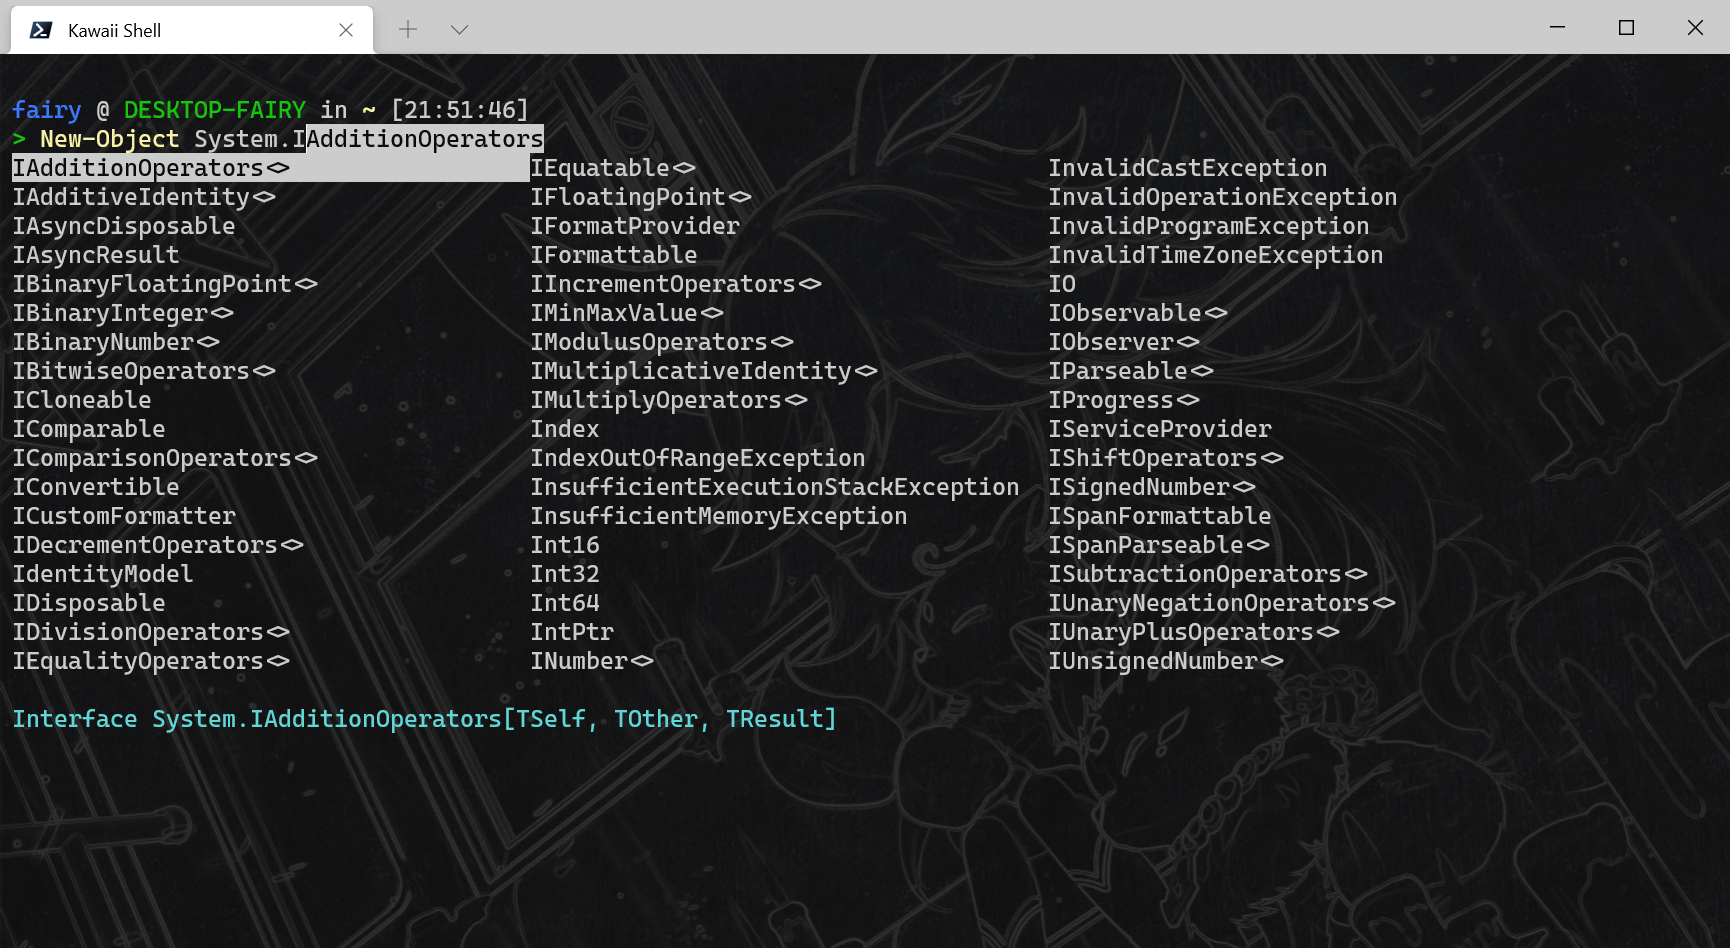 Kawaii Shell
fairy @ DESKTOP-FAIRY in ~ [21:51:46]
> New-Object System.IAdditionOperators
IAdditionOperators<> IEquatable<> InvalidCastException
IAdditiveIdentity<> IFloatingPoint<> InvalidOperationException
IAsyncDisposable IFormatProvider InvalidProgramException
IAsyncResult IFormattable InvalidTimeZoneException
IBinaryFloatingPoint<> IIncrementOperators<> IO
IBinaryInteger<> IMinMaxValue<> IObservable<>
IBinaryNumber<> IModulusOperators<> IObserver<>
IBitwiseOperators<> IMultiplicativeIdentity<> IParseable<>
ICloneable IMultiplyOperators<> IProgress<>
IComparable Index IServiceProvider
IComparisonOperators<> IndexOutOfRangeException IShiftOperators<>
IConvertible InsufficientExecutionStackException ISignedNumber<>
ICustomFormatter InsufficientMemoryException ISpanFormattable
IDecrementOperators<> Int16 ISpanParseable<>
IdentityModel Int32 ISubtractionOperators<>
IDisposable Int64 IUnaryNegationOperators<>
IDivisionOperators<> IntPtr IUnaryPlusOperators<>
IEqualityOperators<> INumber<> IUnsignedNumber<>
Interface System.IAdditionOperators[TSelf, TOther, TResult]